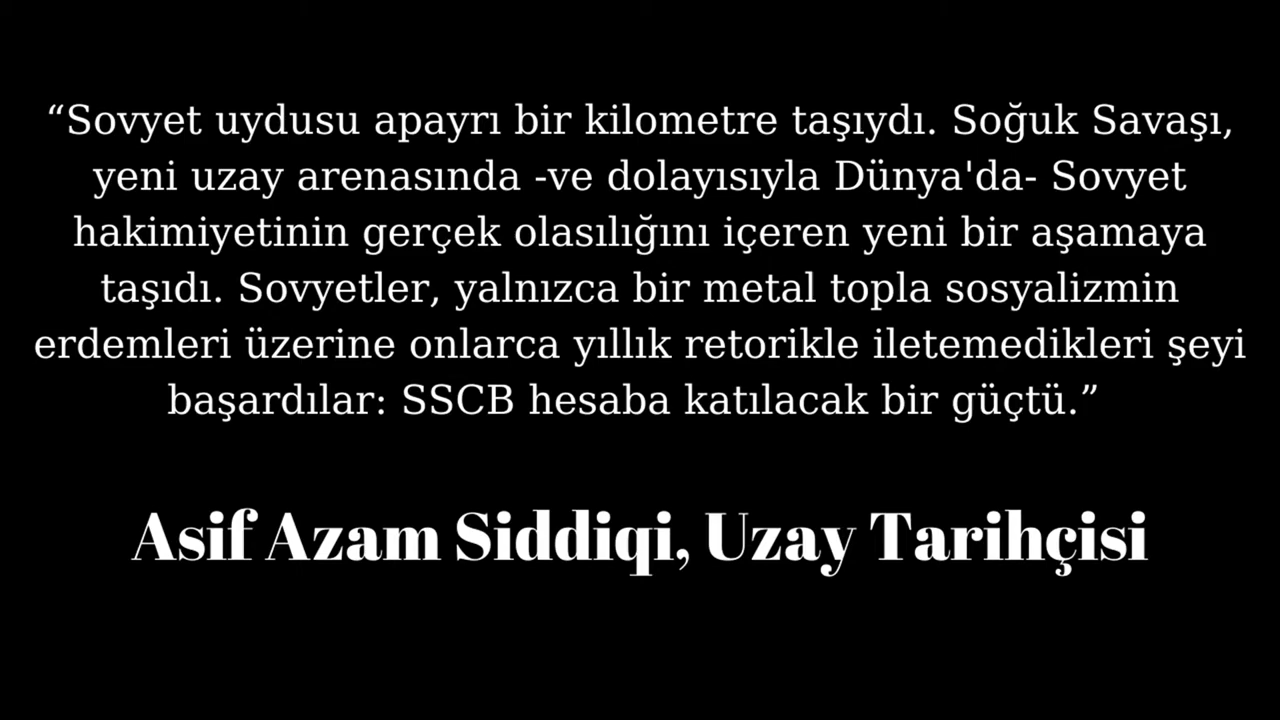 “Sovyet uydusu apayrı bir kilometre taşıydı. Soğuk Savaşı,
yeni uzay arenasında -ve dolayısıyla Dünya'da- Sovyet
hakimiyetinin gerçek olasılığını içeren yeni bir aşamaya
taşıdı. Sovyetler, yalnızca bir metal topla sosyalizmin
erdemleri üzerine onlarca yıllık retorikle iletemedikleri şeyi
başardılar: SSCB hesaba katılacak bir güçtü.”
Asif Azam Siddiqi, Uzay Tarihçisi